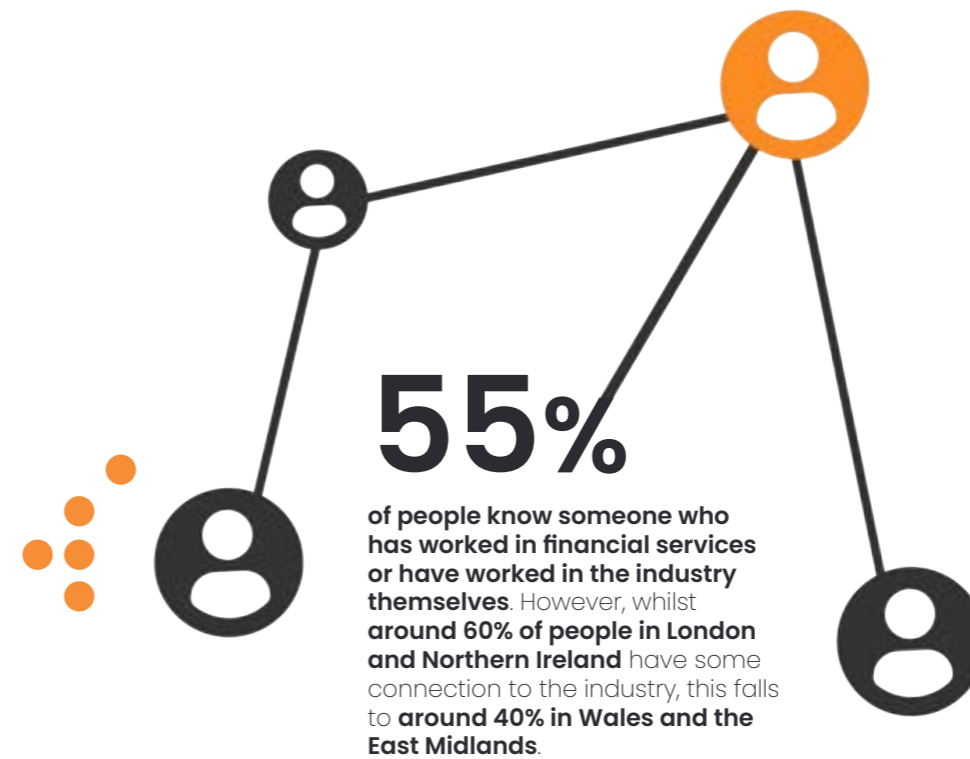 55%
of people know someone who
has worked in financial services
or have worked in the industry
themselves. However, whilst
around 60% of people in London
and Northern Ireland have some
connection to the industry, this falls
to around 40% in Wales and the
East Midlands.